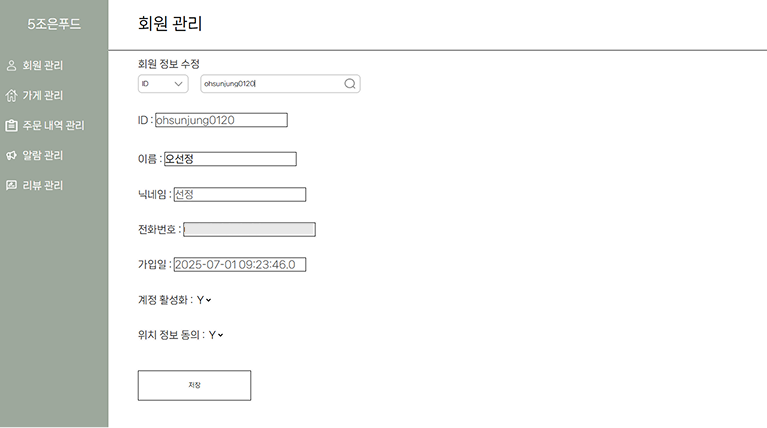 5조은푸드
회원 관리
가게 관리
주문 내역 관리
알람 관리
리뷰 관리
회원 관리
회원 정보 수정
ID ohsunjung0120
ID : ohsunjung0120
이름 : 오선정
닉네임 : 선정
전화번호 :
가입일 : 2025-07-01 09:23:46.0
계정 활성화 : Y
위치 정보 동의 : Y
저장